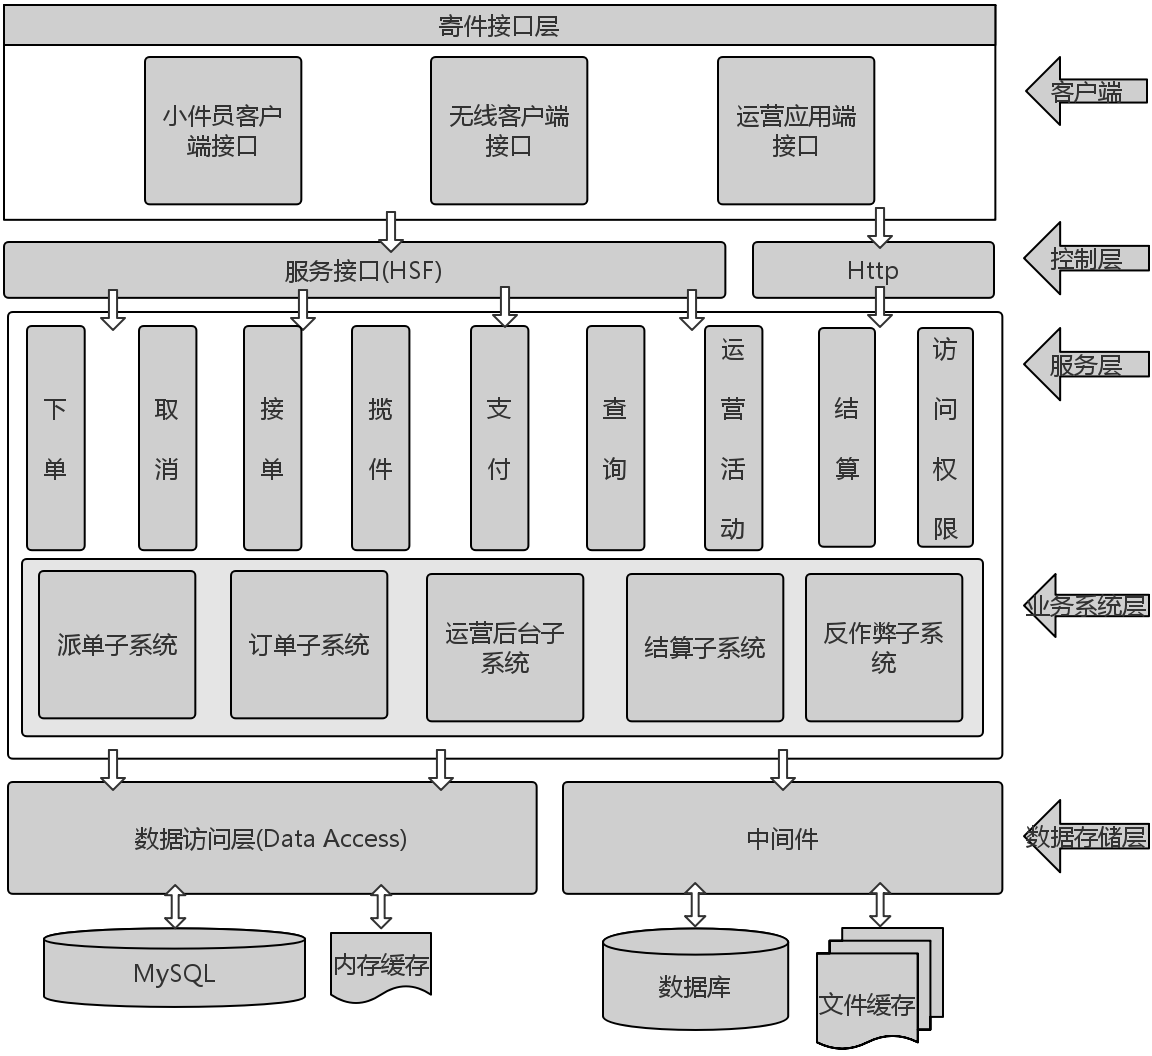 寄件接口层
小件员客户
端接口
无线客户端
接口
运营应用端
接口
客户端
服务接口(HSF)
Http
控制层
下
单
取
消
接
单
揽
件
支
付
查
询
运
营
活
动
结
算
访
问
权
限
服务层
派单子系统
订单子系统
运营后台子
系统
结算子系统
反作弊子系
统
业务系统层
数据访问层(Data Access)
中间件
数据存储层
MySQL
内存缓存
数据库
文件缓存